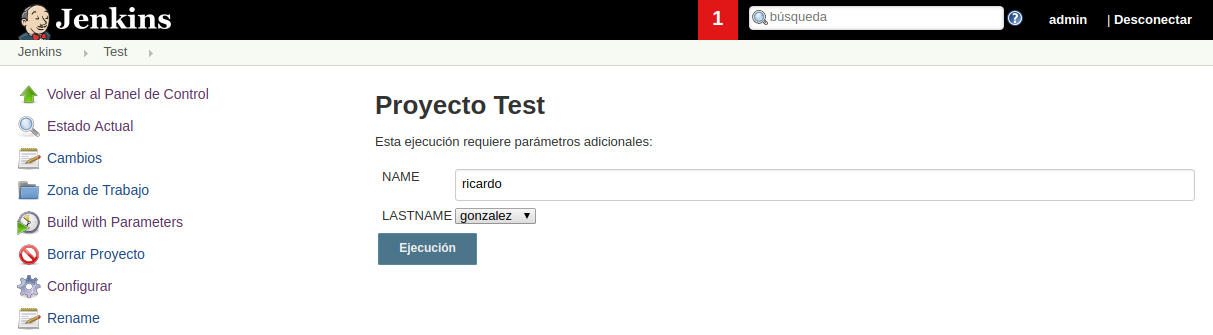 Jenkins 1 búsqueda ? admin | Desconectar
Jenkins Test
Volver al Panel de Control
Estado Actual
Cambios
Zona de Trabajo
Build with Parameters
Borrar Proyecto
Configurar
Rename
Proyecto Test
Esta ejecución requiere parámetros adicionales:
NAME ricardo
LASTNAME gonzalez
Ejecución